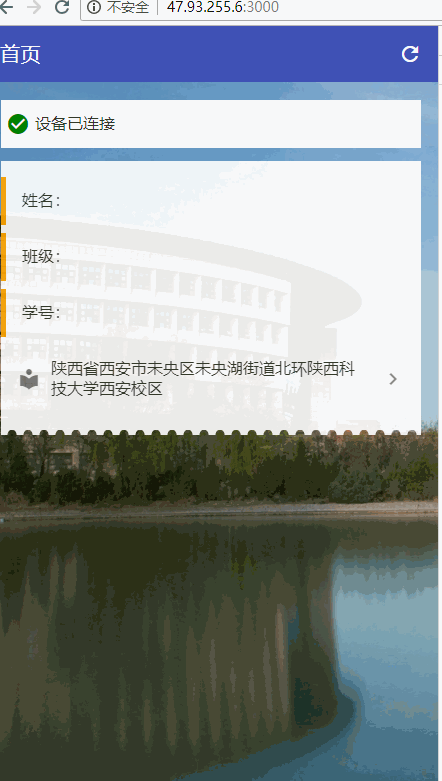 不安全 47.93.255.6:3000
首页
设备已连接
姓名:
班级:
学号:
陕西省西安市未央区未央湖街道北环陕西科
技大学西安校区